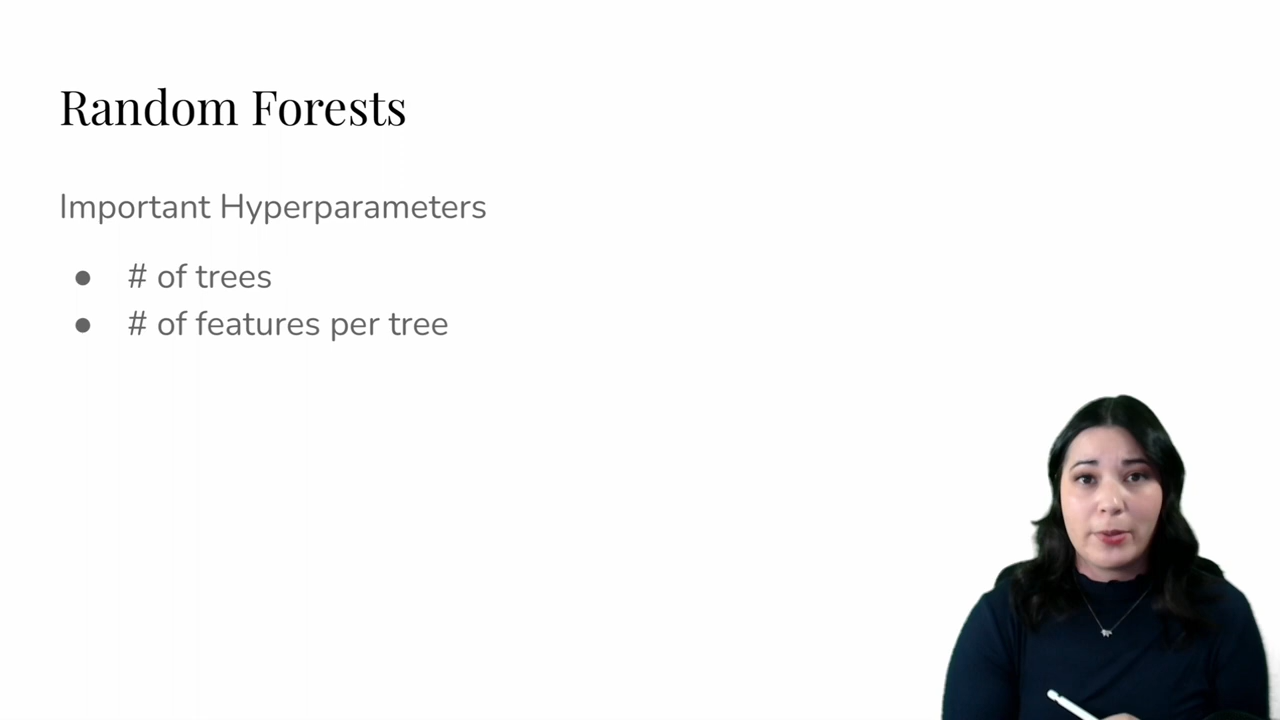 Random Forests
Important Hyperparameters
● # of trees
● # of features per tree